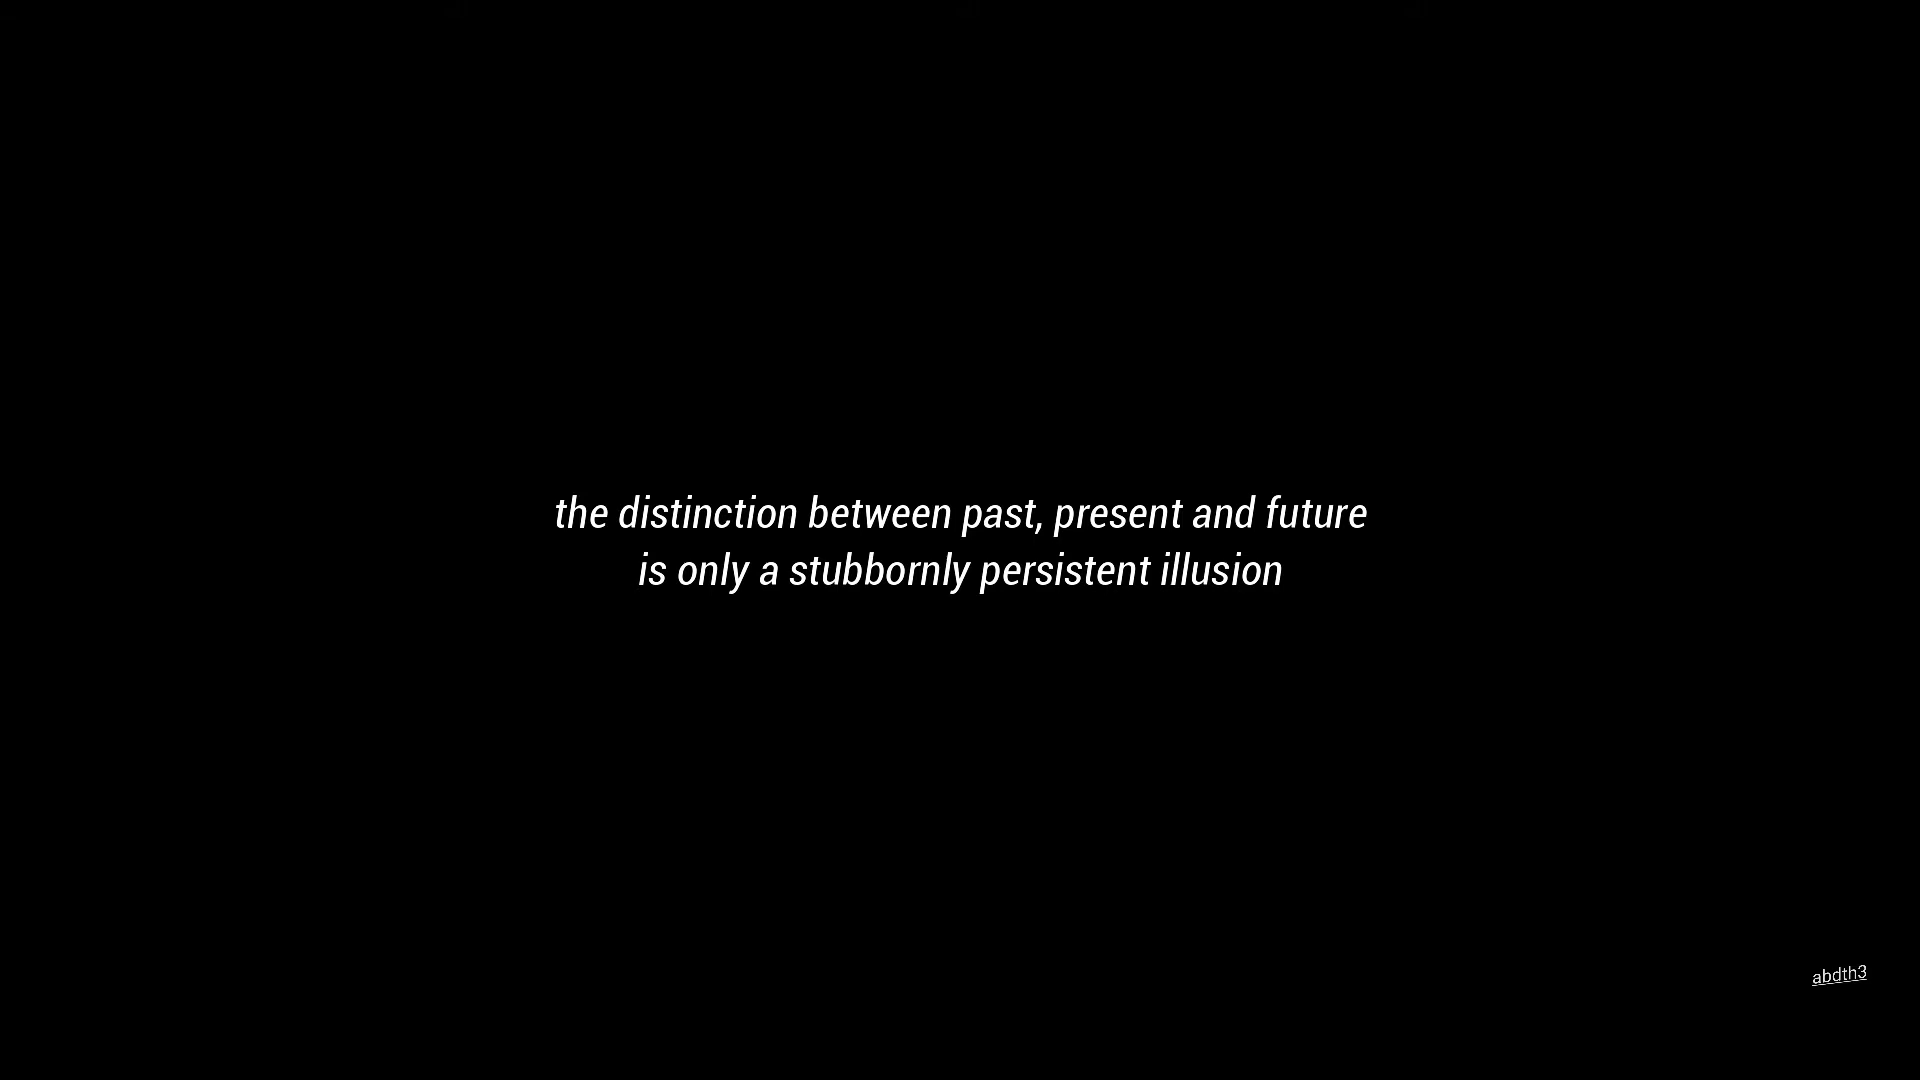 the distinction between past, present and future
is only a stubbornly persistent illusion
abdth3